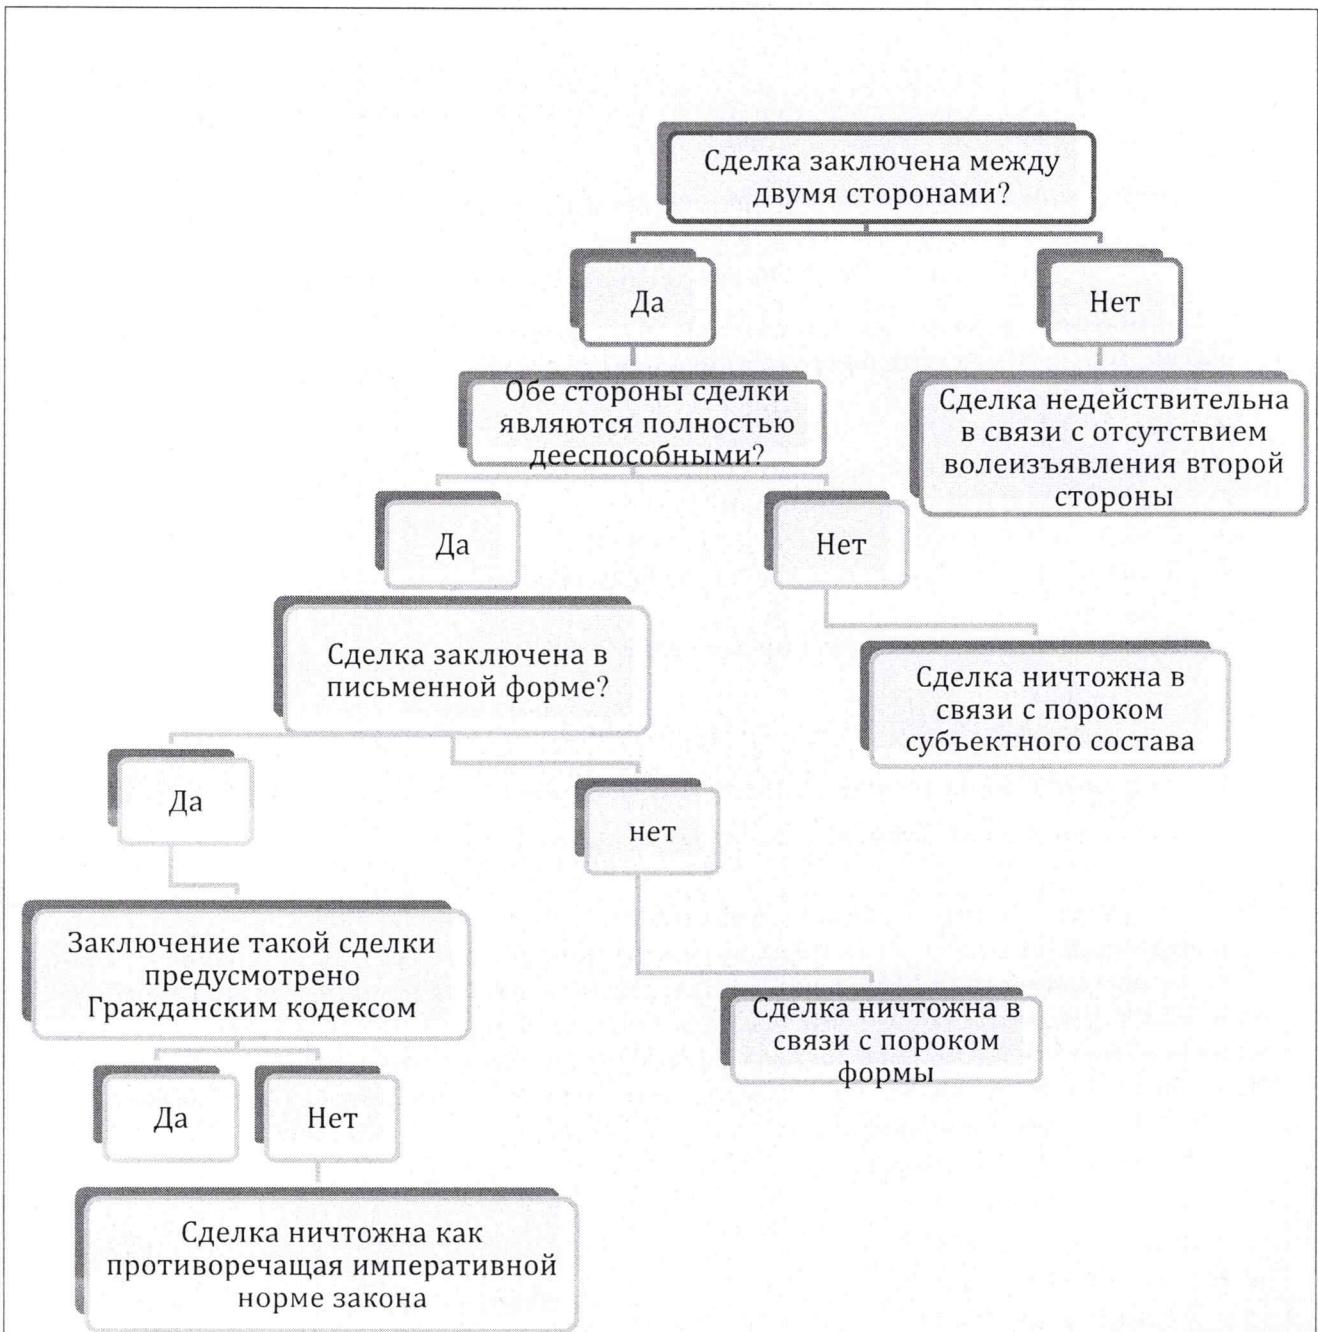 Сделка заключена между
двумя сторонами?
Да
Нет
Обе стороны сделки
являются полностью
дееспособными?
Сделка недействительна
в связи с отсутствием
волеизъявления второй
стороны
Да
Нет
Сделка заключена в
письменной форме?
Сделка ничтожна в
связи с пороком
субъектного состава
Да
нет
Заключение такой сделки
предусмотрено
Гражданским кодексом
Сделка ничтожна в
связи с пороком
формы
Да
Нет
Сделка ничтожна как
противоречащая императивной
норме закона